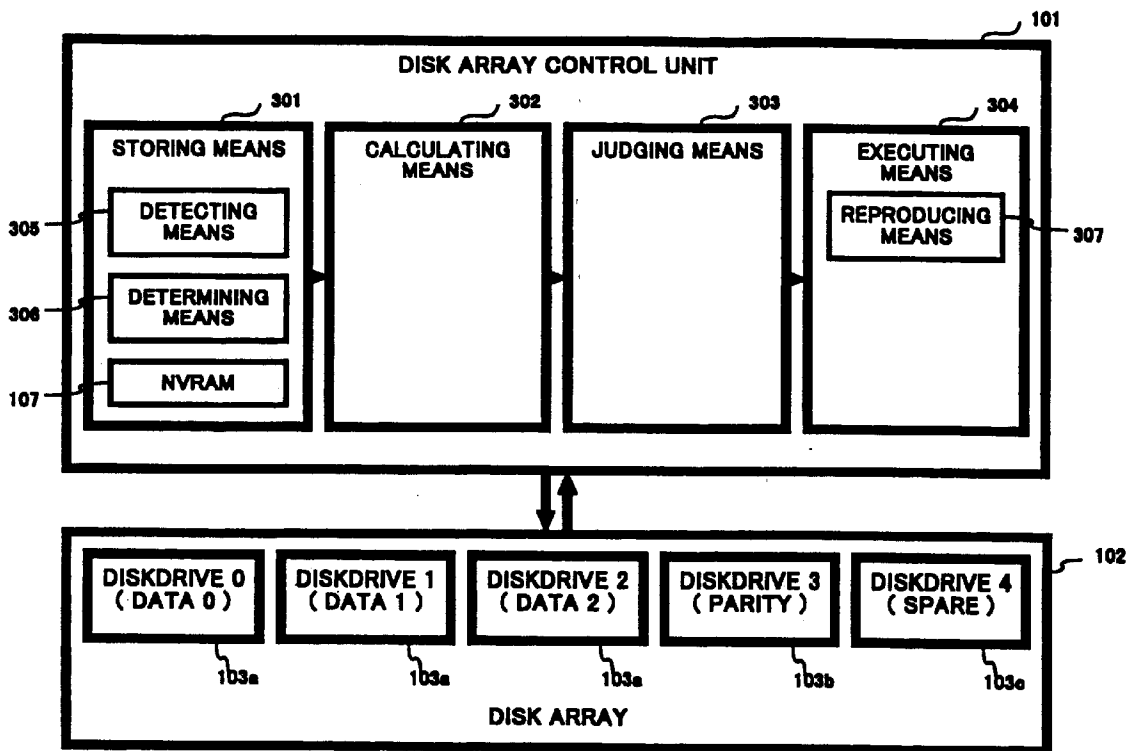 101
DISK ARRAY CONTROL UNIT
301
302
303
304
STORING MEANS
CALCULATING
MEANS
JUDGING MEANS
EXECUTING
MEANS
DETECTING
MEANS
305
REPRODUCING
MEANS
307
DETERMINING
MEANS
306
NVRAM
107
102
DISKDRIVE 0
( DATA 0 )
DISKDRIVE 1
( DATA 1 )
DISKDRIVE 2
( DATA 2 )
DISKDRIVE 3
( PARITY )
DISKDRIVE 4
( SPARE )
103a
103a
103a
103b
103c
DISK ARRAY